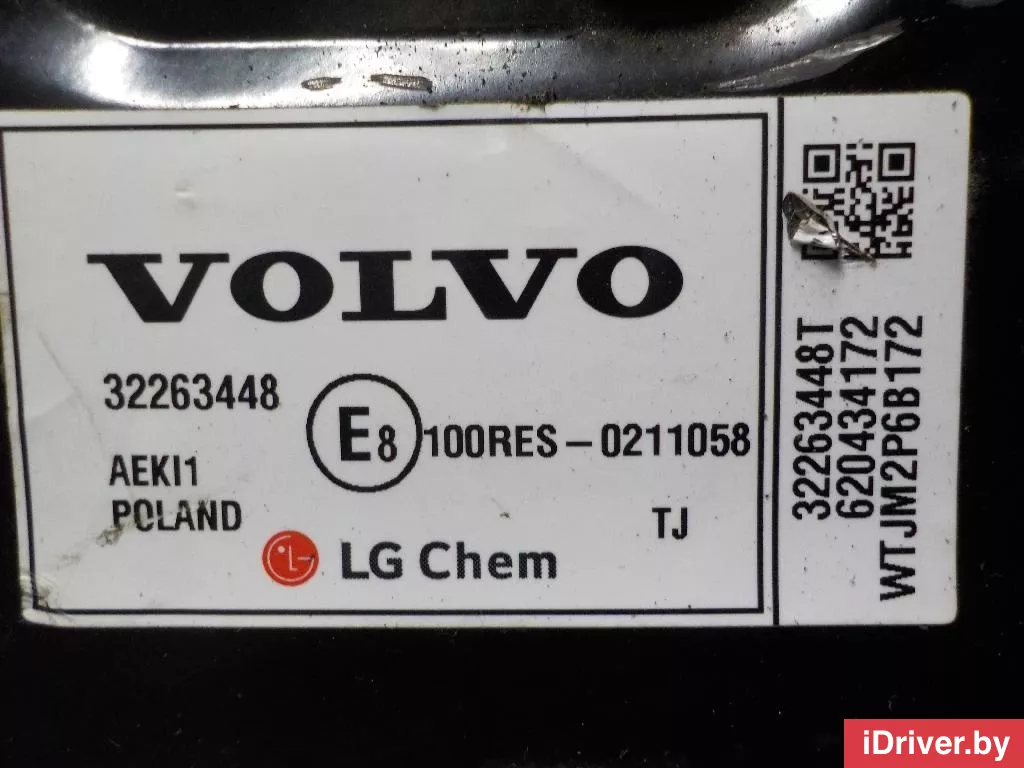 VOLVO
32263448
E8 100RES-0211058
AEKI1
POLAND
TJ
LG Chem
32263448T
620434172
WTJM2P6B172
iDriver.by